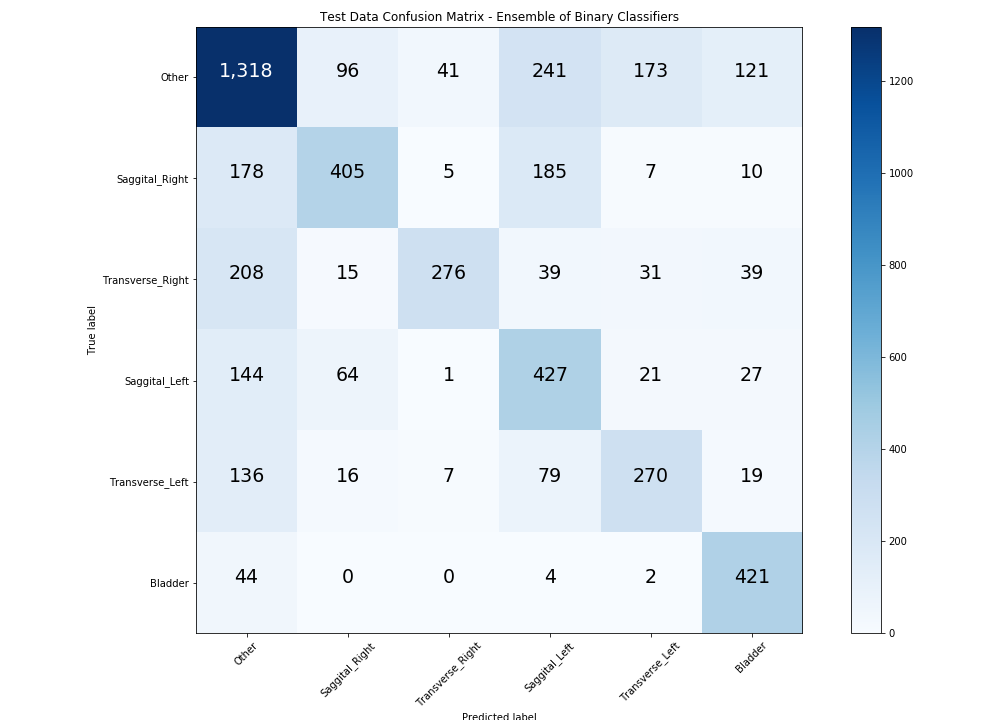 Test Data Confusion Matrix - Ensemble of Binary Classifiers
Other 1,318 96 41 241 173 121
Saggital_Right 178 405 5 185 7 10
Transverse_Right 208 15 276 39 31 39
Saggital_Left 144 64 1 427 21 27
Transverse_Left 136 16 7 79 270 19
Bladder 44 0 0 4 2 421
True label
Other Saggital_Right Transverse_Right Saggital_Left Transverse_Left Bladder
Predicted label
1200
1000
800
600
400
200
0